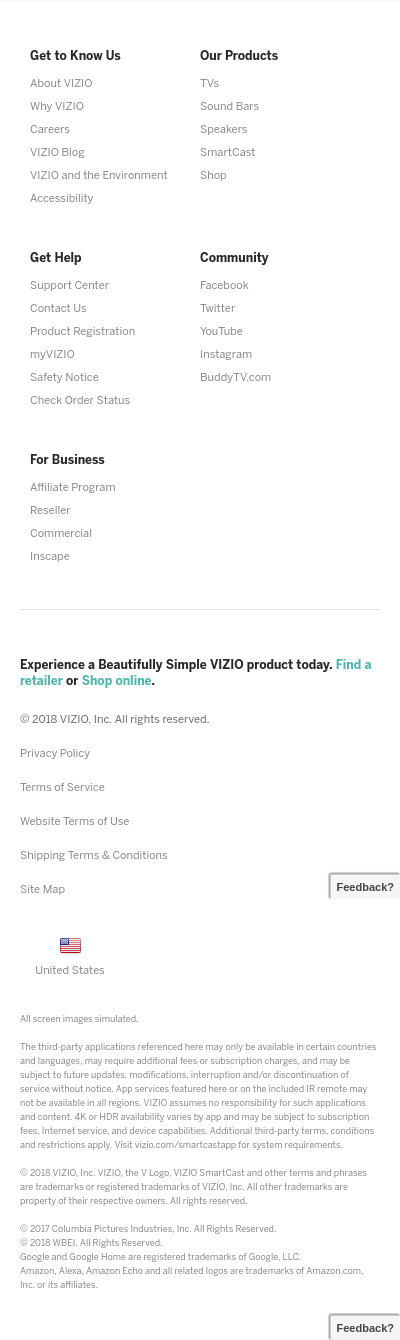 Get to Know Us
About VIZIO
Why VIZIO
Careers
VIZIO Blog
VIZIO and the Environment
Accessibility
Our Products
TVs
Sound Bars
Speakers
SmartCast
Shop
Get Help
Support Center
Contact Us
Product Registration
myVIZIO
Safety Notice
Check Order Status
Community
Facebook
Twitter
YouTube
Instagram
BuddyTV.com
For Business
Affiliate Program
Reseller
Commercial
Inscape
Experience a Beautifully Simple VIZIO product today. Find a
retailer or Shop online.
© 2018 VIZIO, Inc. All rights reserved.
Privacy Policy
Terms of Service
Website Terms of Use
Shipping Terms & Conditions
Site Map
Feedback?
United States
All screen images simulated.
The third-party applications referenced here may only be available in certain countries
and languages, may require additional fees or subscription charges, and may be
subject to future updates, modifications, interruption and/or discontinuation of
service without notice. App services featured here or on the included IR remote may
not be available in all regions. VIZIO assumes no responsibility for such applications
and content. 4K or HDR availability varies by app and may be subject to subscription
fees, Internet service, and device capabilities. Additional third-party terms, conditions
and restrictions apply. Visit vizio.com/smartcastapp for system requirements.
© 2018 VIZIO, Inc. VIZIO, the V Logo, VIZIO SmartCast and other terms and phrases
are trademarks or registered trademarks of VIZIO, Inc. All other trademarks are
property of their respective owners. All rights reserved.
© 2017 Columbia Pictures Industries, Inc. All Rights Reserved.
© 2018 WBEI. All Rights Reserved.
Google and Google Home are registered trademarks of Google, LLC.
Amazon, Alexa, Amazon Echo and all related logos are trademarks of Amazon.com,
Inc. or its affiliates.
Feedback?